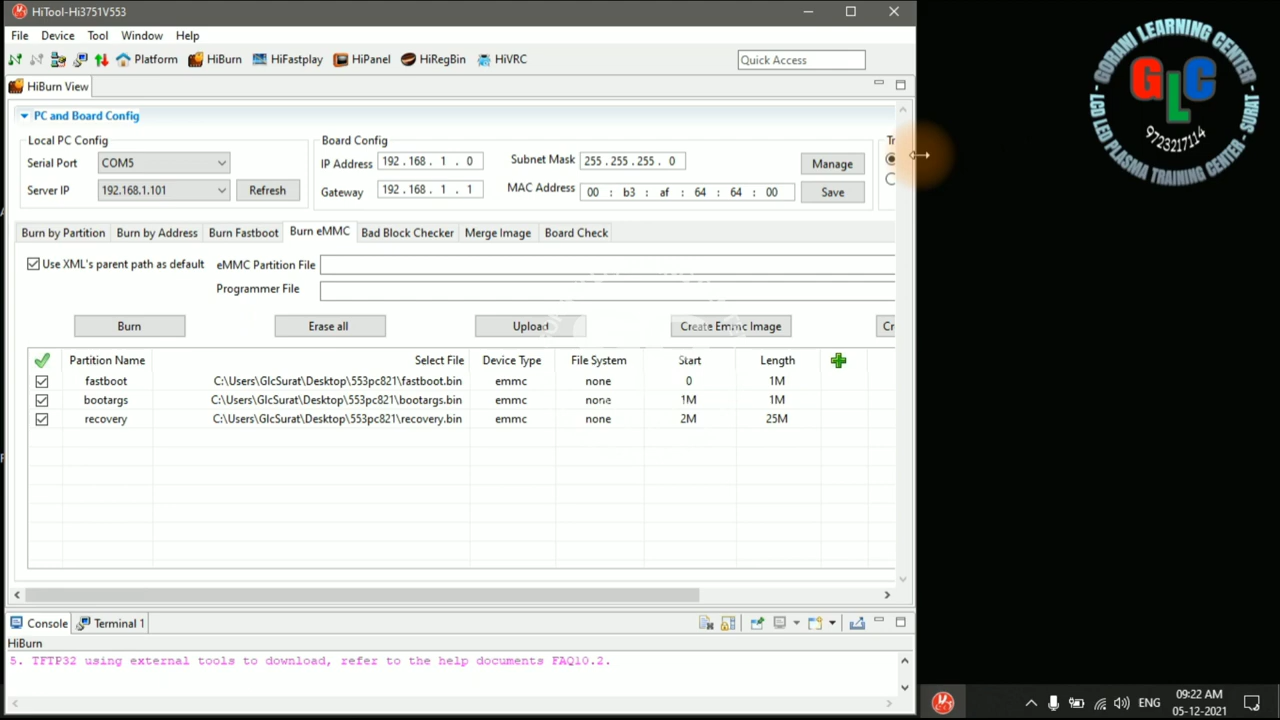 HiTool-Hi3751V553
File Device Tool Window Help
Platform HiBurn HiFastplay HiPanel HiRegBin HiVRC Quick Access
HiBurn View
PC and Board Config
Local PC Config Board Config Tr
Serial Port COM5 IP Address 192.168. 1 . 0 Subnet Mask 255.255.255. 0 Manage
Server IP 192.168.1.101 Refresh Gateway 192.168. 1 . 1 MAC Address 00 : b3 : af : 64 : 64 : 00 Save
Burn by Partition Burn by Address Burn Fastboot Burn eMMC Bad Block Checker Merge Image Board Check
Use XML's parent path as default eMMC Partition File
Programmer File
Burn Erase all Upload Create Emmc Image Cr
Partition Name Select File Device Type File System Start Length
fastboot C:\Users\GlcSurat\Desktop\553pc821\fastboot.bin emmc none 0 1M
bootargs C:\Users\GlcSurat\Desktop\553pc821\bootargs.bin emmc none 1M 1M
recovery C:\Users\GlcSurat\Desktop\553pc821\recovery.bin emmc none 2M 25M
Console Terminal 1
HiBurn
5. TFTP32 using external tools to download, refer to the help documents FAQ10.2.
- GORANI LEARNING CENTER -
GLC
9723217114
LCD LED PLASMA TRAINING CENTER - SURAT
ENG 09:22 AM
05-12-2021